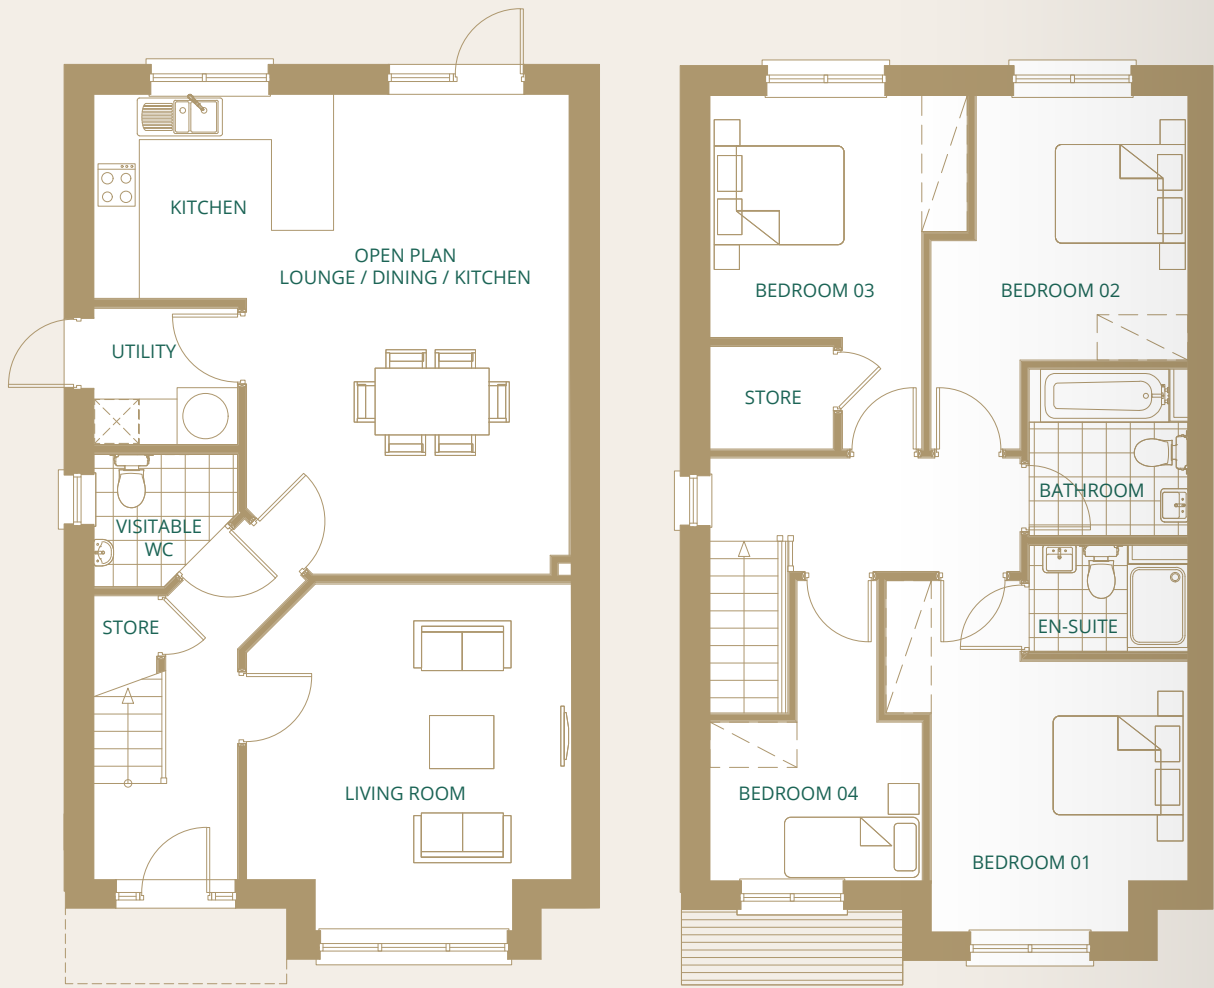 KITCHEN
OPEN PLAN
LOUNGE / DINING / KITCHEN
UTILITY
VISITABLE
WC
STORE
LIVING ROOM
BEDROOM 03
BEDROOM 02
STORE
BATHROOM
EN-SUITE
BEDROOM 04
BEDROOM 01